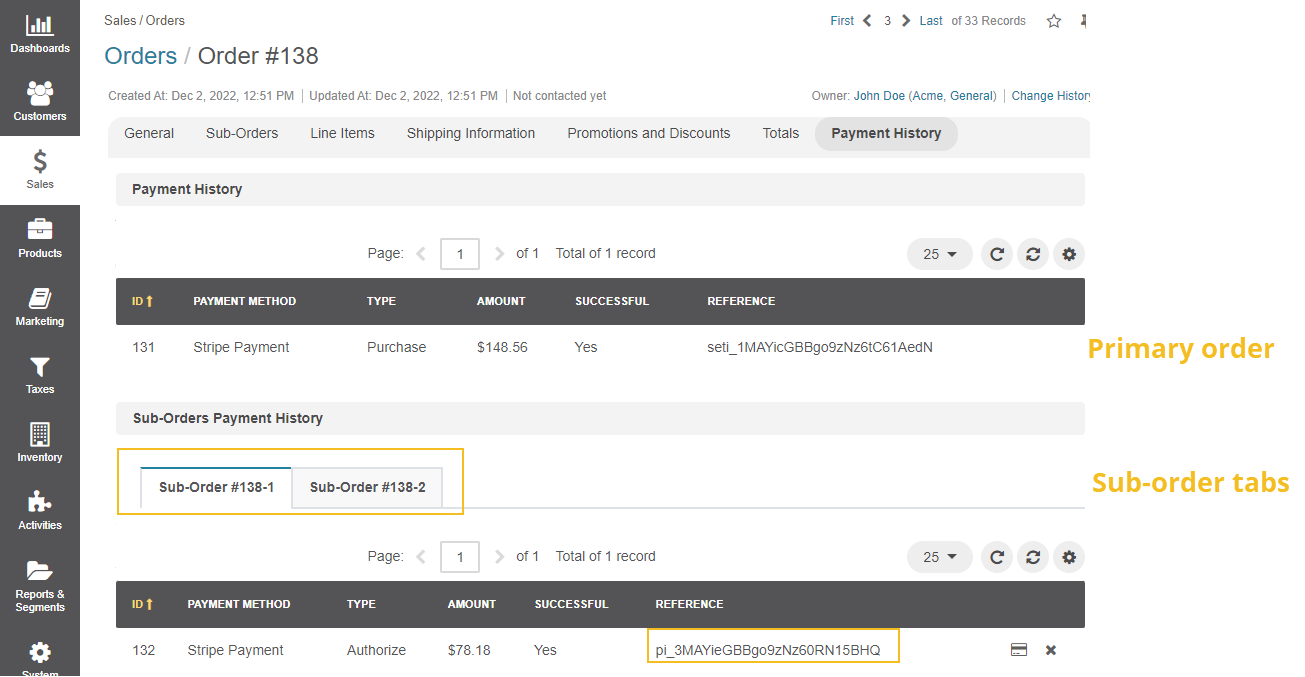 Dashboards
Customers
Sales
Products
Marketing
Taxes
Inventory
Activities
Reports &
Segments
System
Sales / Orders
First 3 Last of 33 Records
Orders / Order #138
Created At: Dec 2, 2022, 12:51 PM Updated At: Dec 2, 2022, 12:51 PM Not contacted yet
Owner: John Doe (Acme, General) Change History
General Sub-Orders Line Items Shipping Information Promotions and Discounts Totals Payment History
Payment History
Page: 1 of 1 Total of 1 record 25
ID PAYMENT METHOD TYPE AMOUNT SUCCESSFUL REFERENCE
131 Stripe Payment Purchase $148.56 Yes seti_1MAYicGBBgo9zNz6tC61AedN
Primary order
Sub-Orders Payment History
Sub-Order #138-1 Sub-Order #138-2
Sub-order tabs
Page: 1 of 1 Total of 1 record 25
ID PAYMENT METHOD TYPE AMOUNT SUCCESSFUL REFERENCE
132 Stripe Payment Authorize $78.18 Yes pi_3MAYieGBBgo9zNz60RN15BHQ